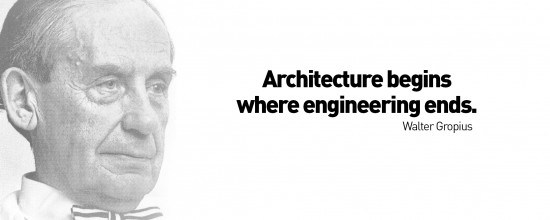 Architecture begins
where engineering ends.
Walter Gropius